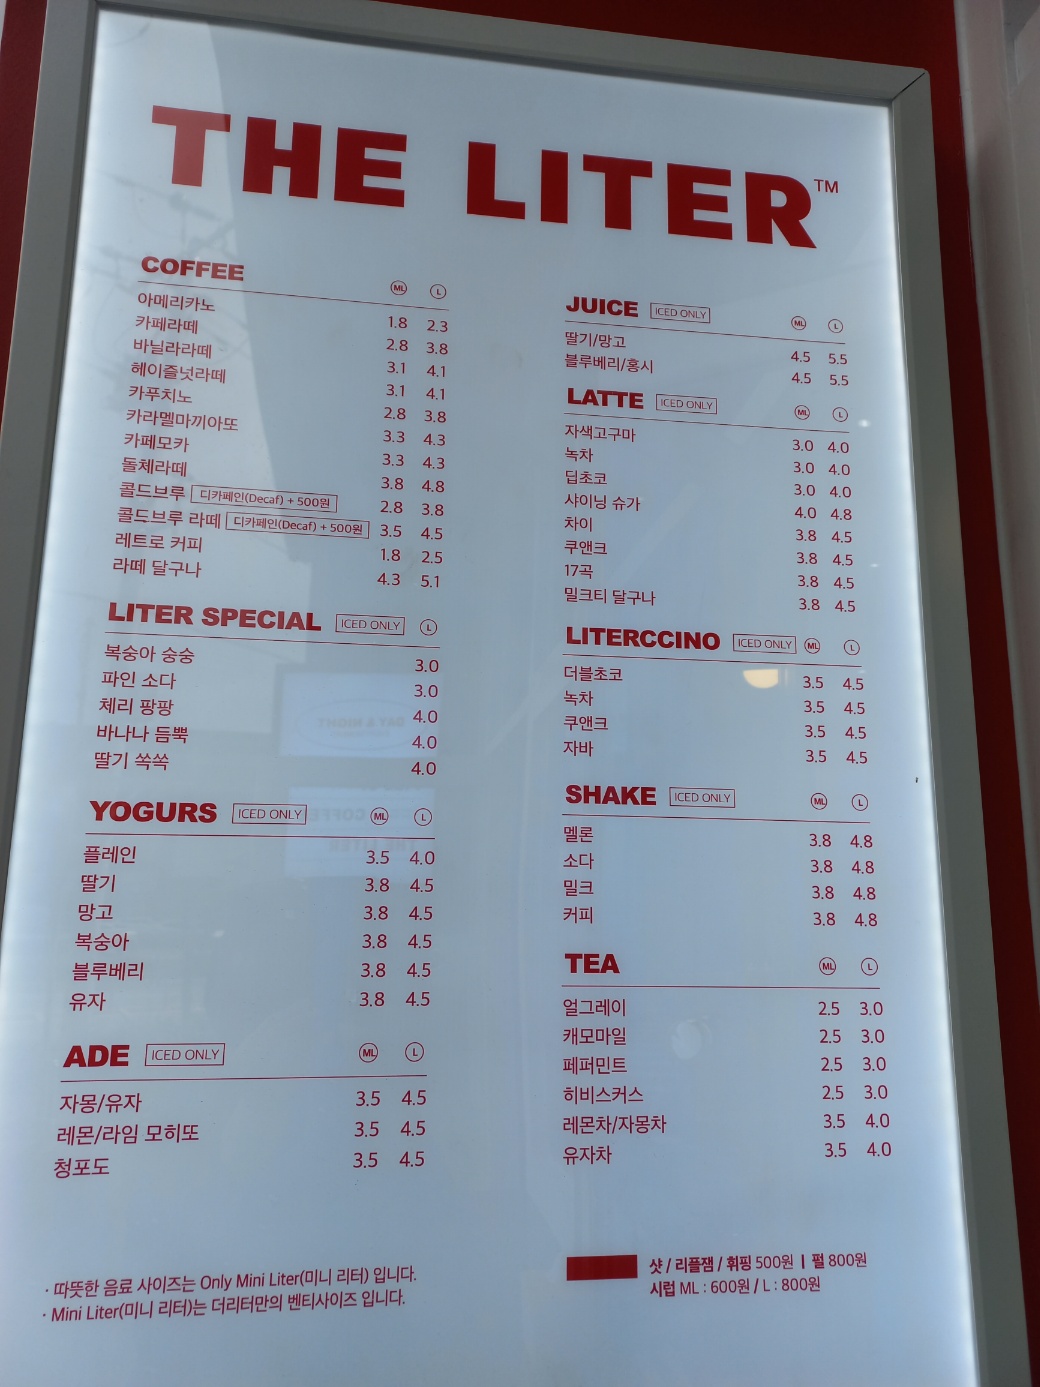 THE LITER™
COFFEE ML L
아메리카노 1.8 2.3
카페라떼 2.8 3.8
바닐라라떼 3.1 4.1
헤이즐넛라떼 3.1 4.1
카푸치노 2.8 3.8
카라멜마끼아또 3.3 4.3
카페모카 3.3 4.3
돌체라떼 3.8 4.8
콜드브루 디카페인(Decaf) + 500원 2.8 3.8
콜드브루 라떼 디카페인(Decaf) + 500원 3.5 4.5
레트로 커피 1.8 2.5
라떼 달구나 4.3 5.1
LITER SPECIAL ICED ONLY L
복숭아 숭숭 3.0
파인 소다 3.0
체리 팡팡 4.0
바나나 듬뿍 4.0
딸기 쏙쏙 4.0
YOGURS ICED ONLY ML L
플레인 3.5 4.0
딸기 3.8 4.5
망고 3.8 4.5
복숭아 3.8 4.5
블루베리 3.8 4.5
유자 3.8 4.5
ADE ICED ONLY ML L
자몽/유자 3.5 4.5
레몬/라임 모히또 3.5 4.5
청포도 3.5 4.5
· 따뜻한 음료 사이즈는 Only Mini Liter(미니 리터) 입니다.
· Mini Liter(미니 리터)는 더리터만의 벤티사이즈 입니다.
JUICE ICED ONLY ML L
딸기/망고 4.5 5.5
블루베리/홍시 4.5 5.5
LATTE ICED ONLY ML L
자색고구마 3.0 4.0
녹차 3.0 4.0
딥초코 3.0 4.0
샤이닝 슈가 4.0 4.8
차이 3.8 4.5
쿠앤크 3.8 4.5
17곡 3.8 4.5
밀크티 달구나 3.8 4.5
LITERCCINO ICED ONLY ML L
더블초코 3.5 4.5
녹차 3.5 4.5
쿠앤크 3.5 4.5
자바 3.5 4.5
SHAKE ICED ONLY ML L
멜론 3.8 4.8
소다 3.8 4.8
밀크 3.8 4.8
커피 3.8 4.8
TEA ML L
얼그레이 2.5 3.0
캐모마일 2.5 3.0
페퍼민트 2.5 3.0
히비스커스 2.5 3.0
레몬차/자몽차 3.5 4.0
유자차 3.5 4.0
샷 / 리플잼 / 휘핑 500원 | 펄 800원
시럽 ML : 600원 / L : 800원